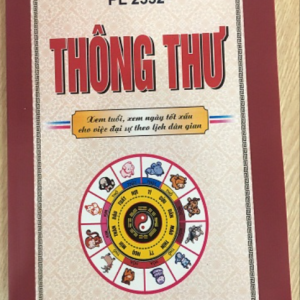 PL 2552
THÔNG THƯ
Xem tuổi, xem ngày tốt xấu
cho việc đại sự theo lịch dân gian